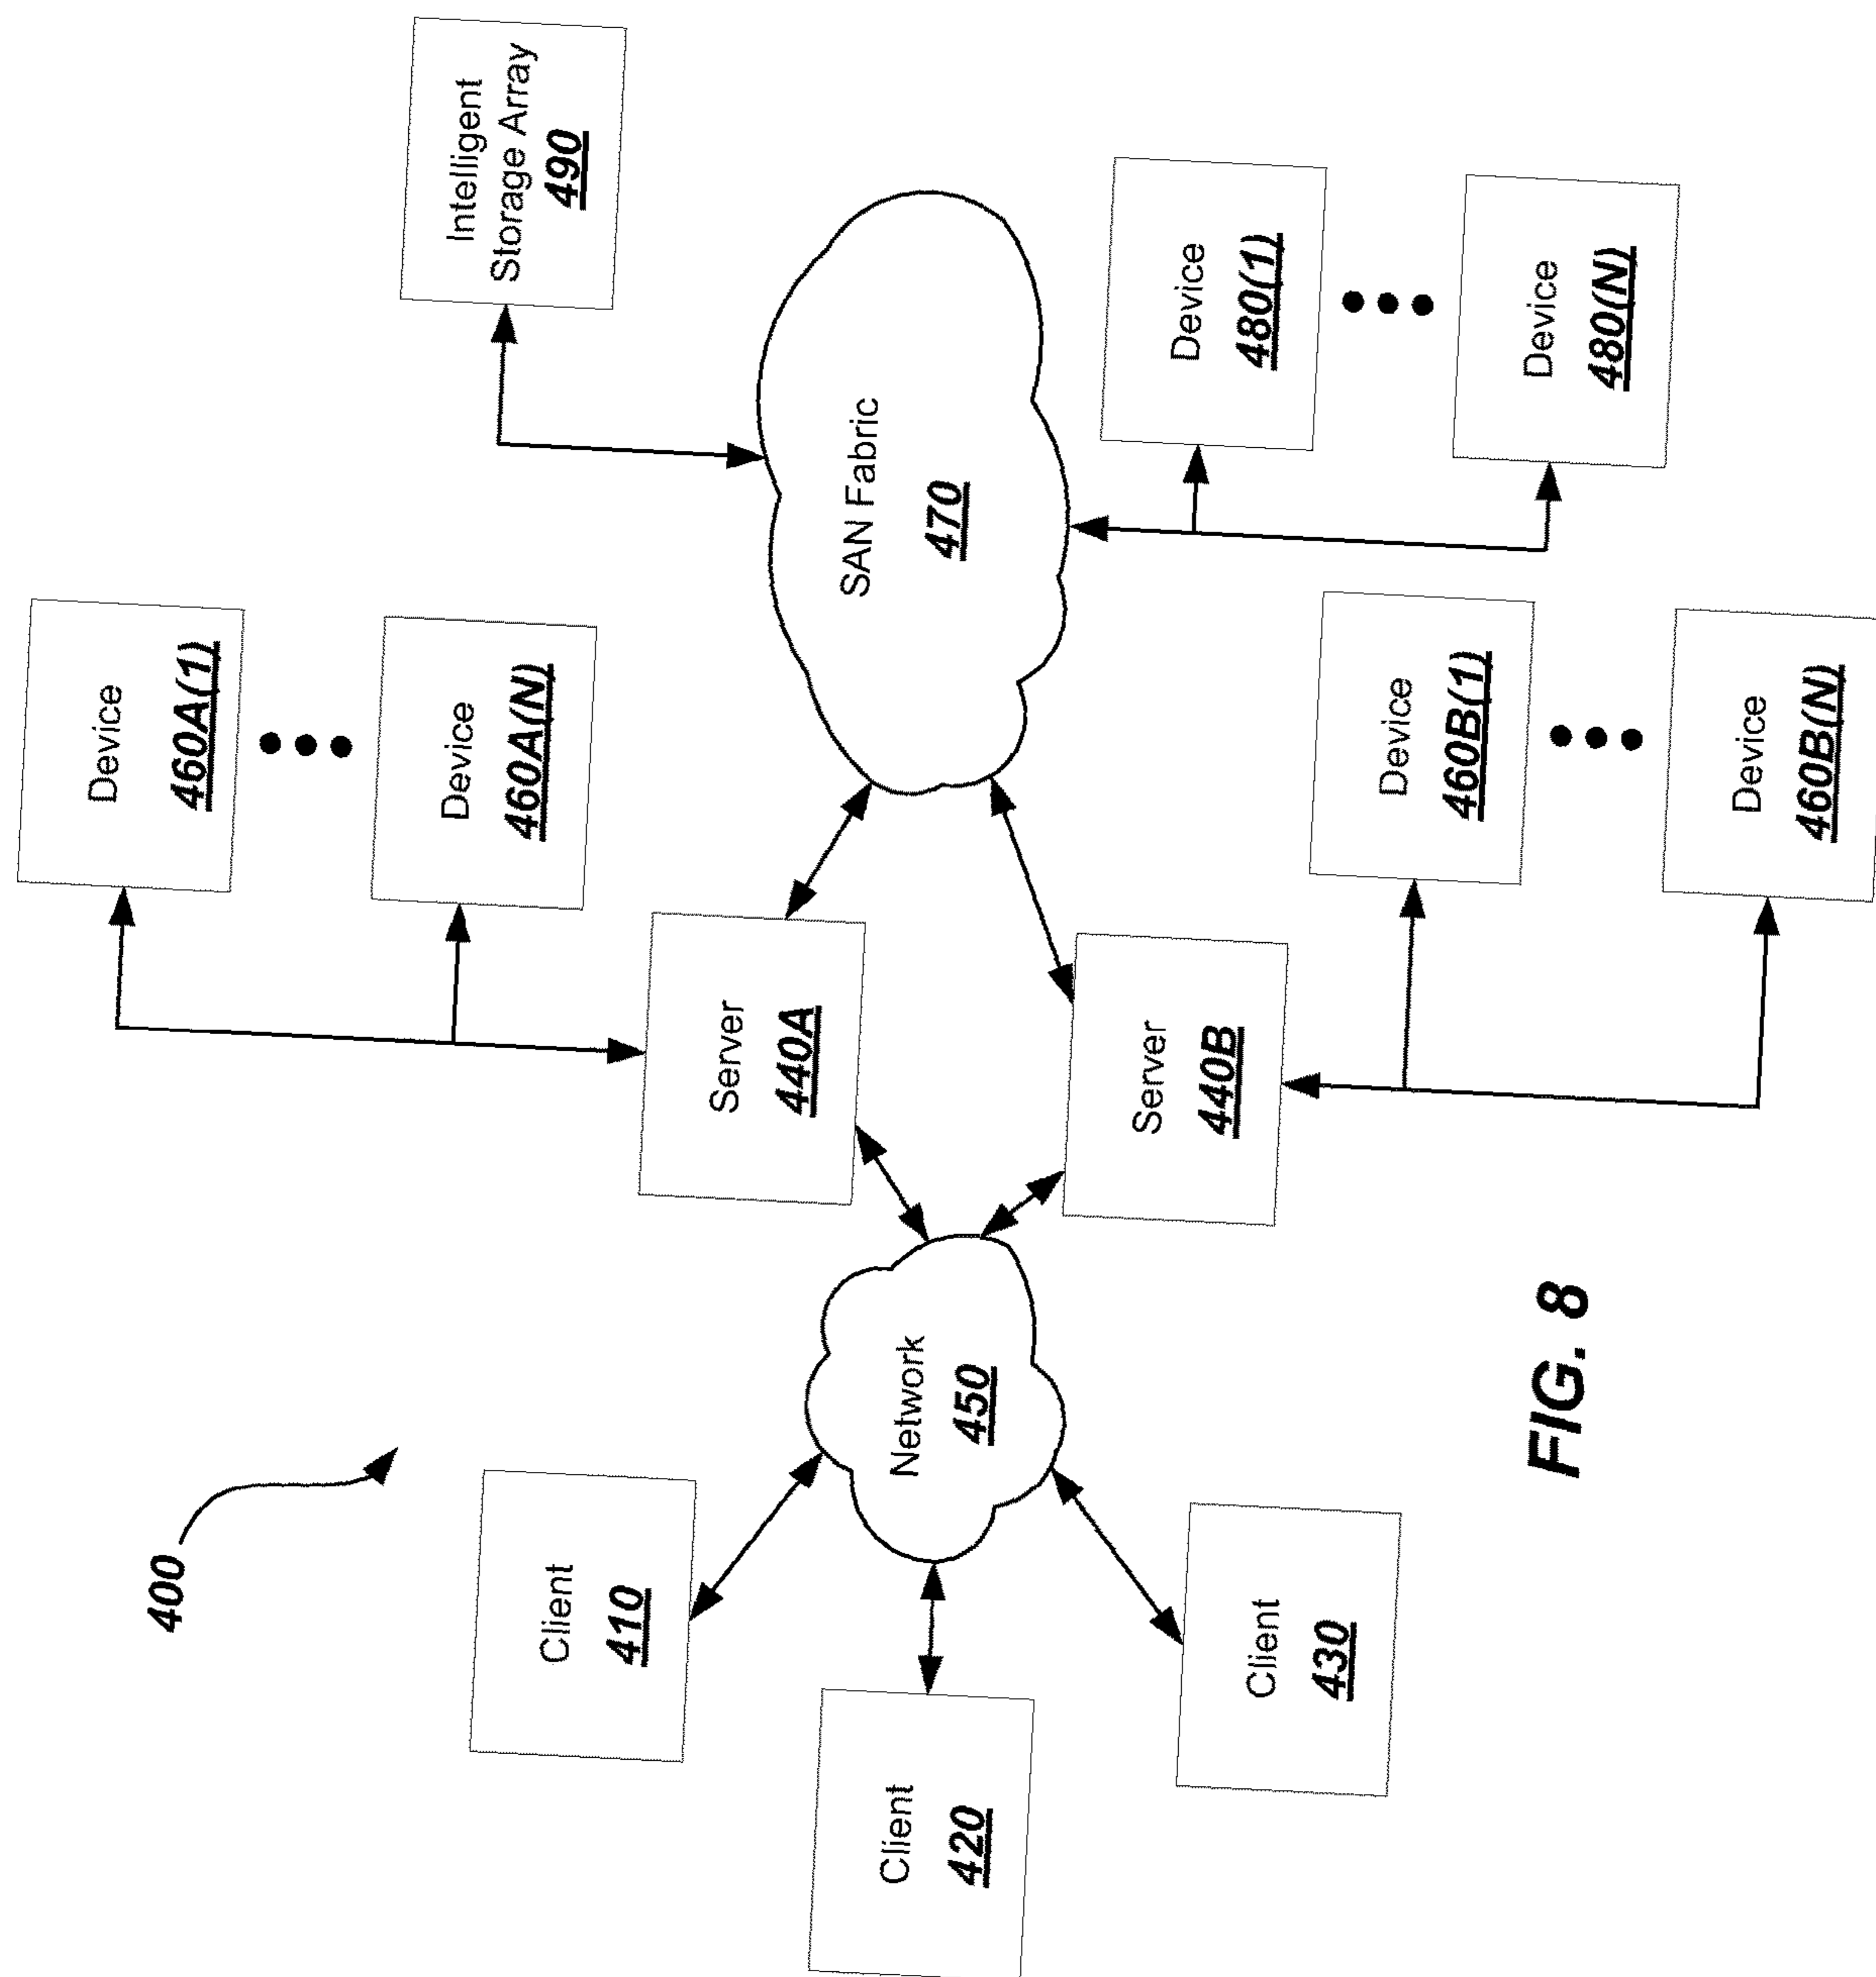 400
Device
460A(1)
Device
460A(N)
Intelligent
Storage Array
490
Client
410
Server
440A
Client
420
Network
450
SAN Fabric
470
Client
430
Server
440B
Device
480(1)
Device
480(N)
Device
460B(1)
Device
460B(N)
FIG. 8